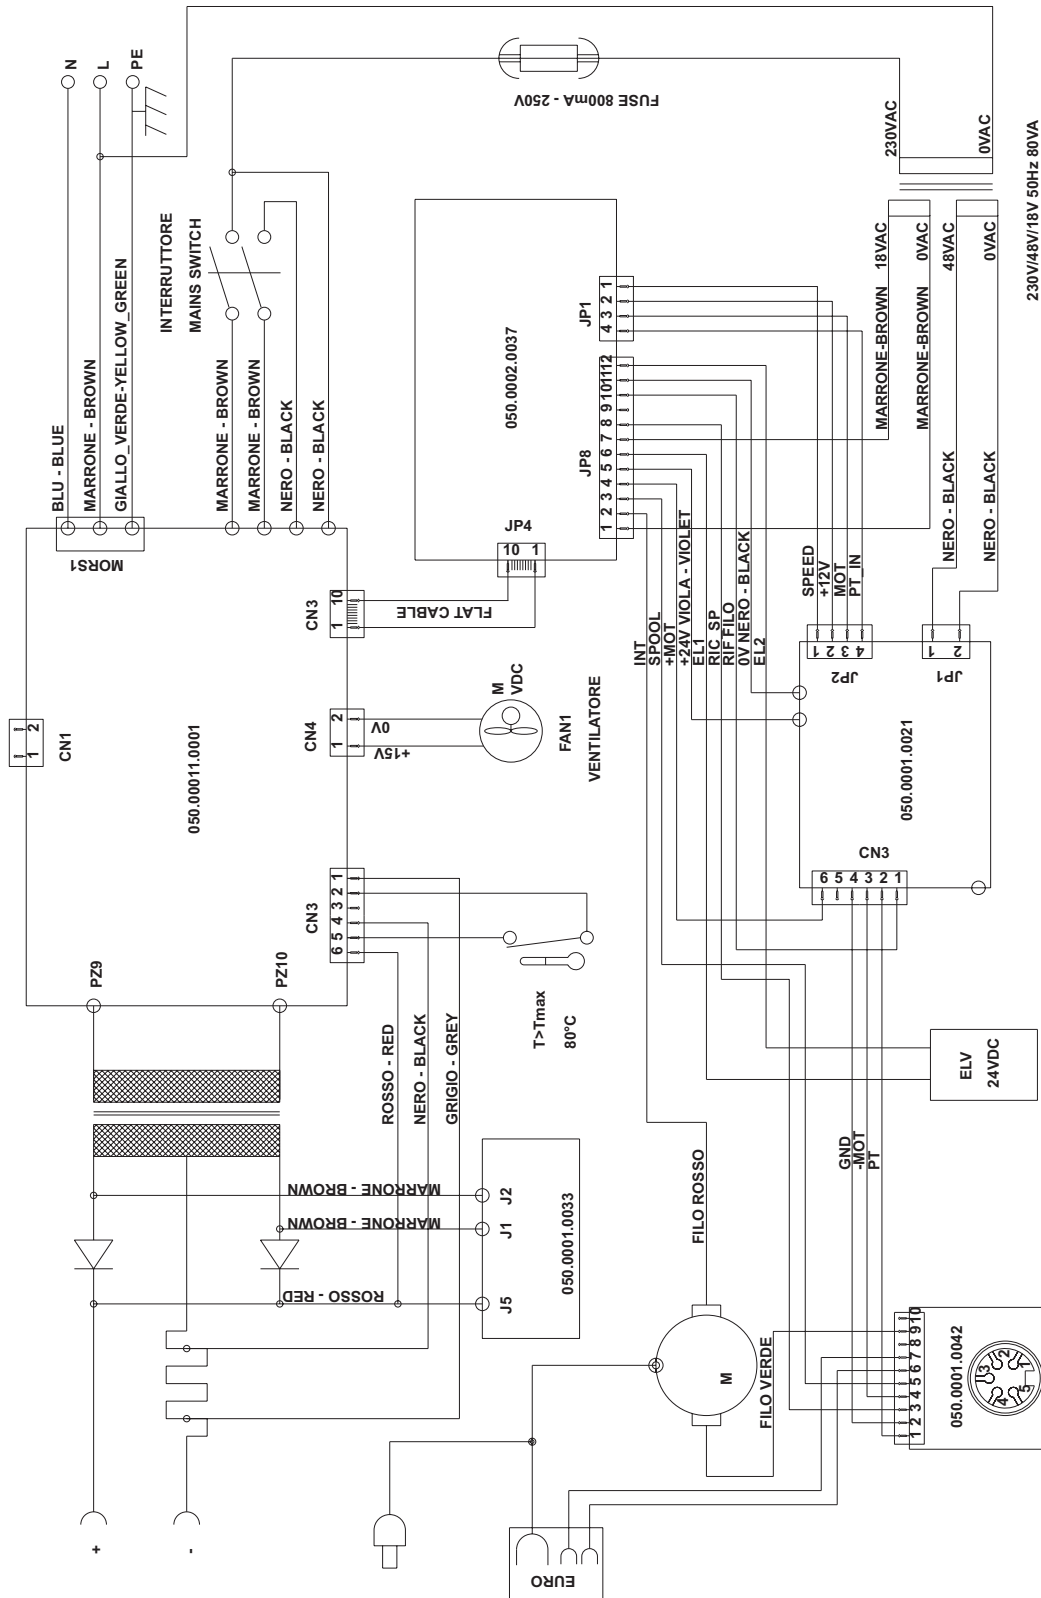 N
L
PE
BLU - BLUE
MARRONE - BROWN
GIALLO_VERDE-YELLOW_GREEN
MORS1
INTERRUTTORE
MAINS SWITCH
MARRONE - BROWN
MARRONE - BROWN
NERO - BLACK
NERO - BLACK
FUSE 800mA - 250V
230VAC
0VAC
18VAC
0VAC
48VAC
0VAC
230V/48V/18V 50Hz 80VA
MARRONE-BROWN
MARRONE-BROWN
NERO - BLACK
NERO - BLACK
CN1
1 2
050.00011.0001
CN3
1 10
FLAT CABLE
JP4
10 1
050.0002.0037
JP1
4 3 2 1
JP8
1 2 3 4 5 6 7 8 9 10 11 12
CN4
1 2
+15V
0V
M
VDC
FAN1
VENTILATORE
CN3
6 5 4 3 2 1
PZ9
PZ10
T>Tmax
80°C
ROSSO - RED
NERO - BLACK
GRIGIO - GREY
INT
SPOOL
+MOT
+24V VIOLA - VIOLET
EL1
RIC_SP
RIF FILO
0V NERO - BLACK
EL2
SPEED
+12V
MOT
PT_IN
JP2
1 2 3 4
JP1
1
2
050.0001.0021
CN3
6 5 4 3 2 1
MARRONE - BROWN
MARRONE - BROWN
ROSSO - RED
J2
J1
J5
050.0001.0033
FILO ROSSO
M
FILO VERDE
ELV
24VDC
GND
-MOT
PT
1 2 3 4 5 6 7 8 9 10
050.0001.0042
1
2
3
4
5
+
-
EURO